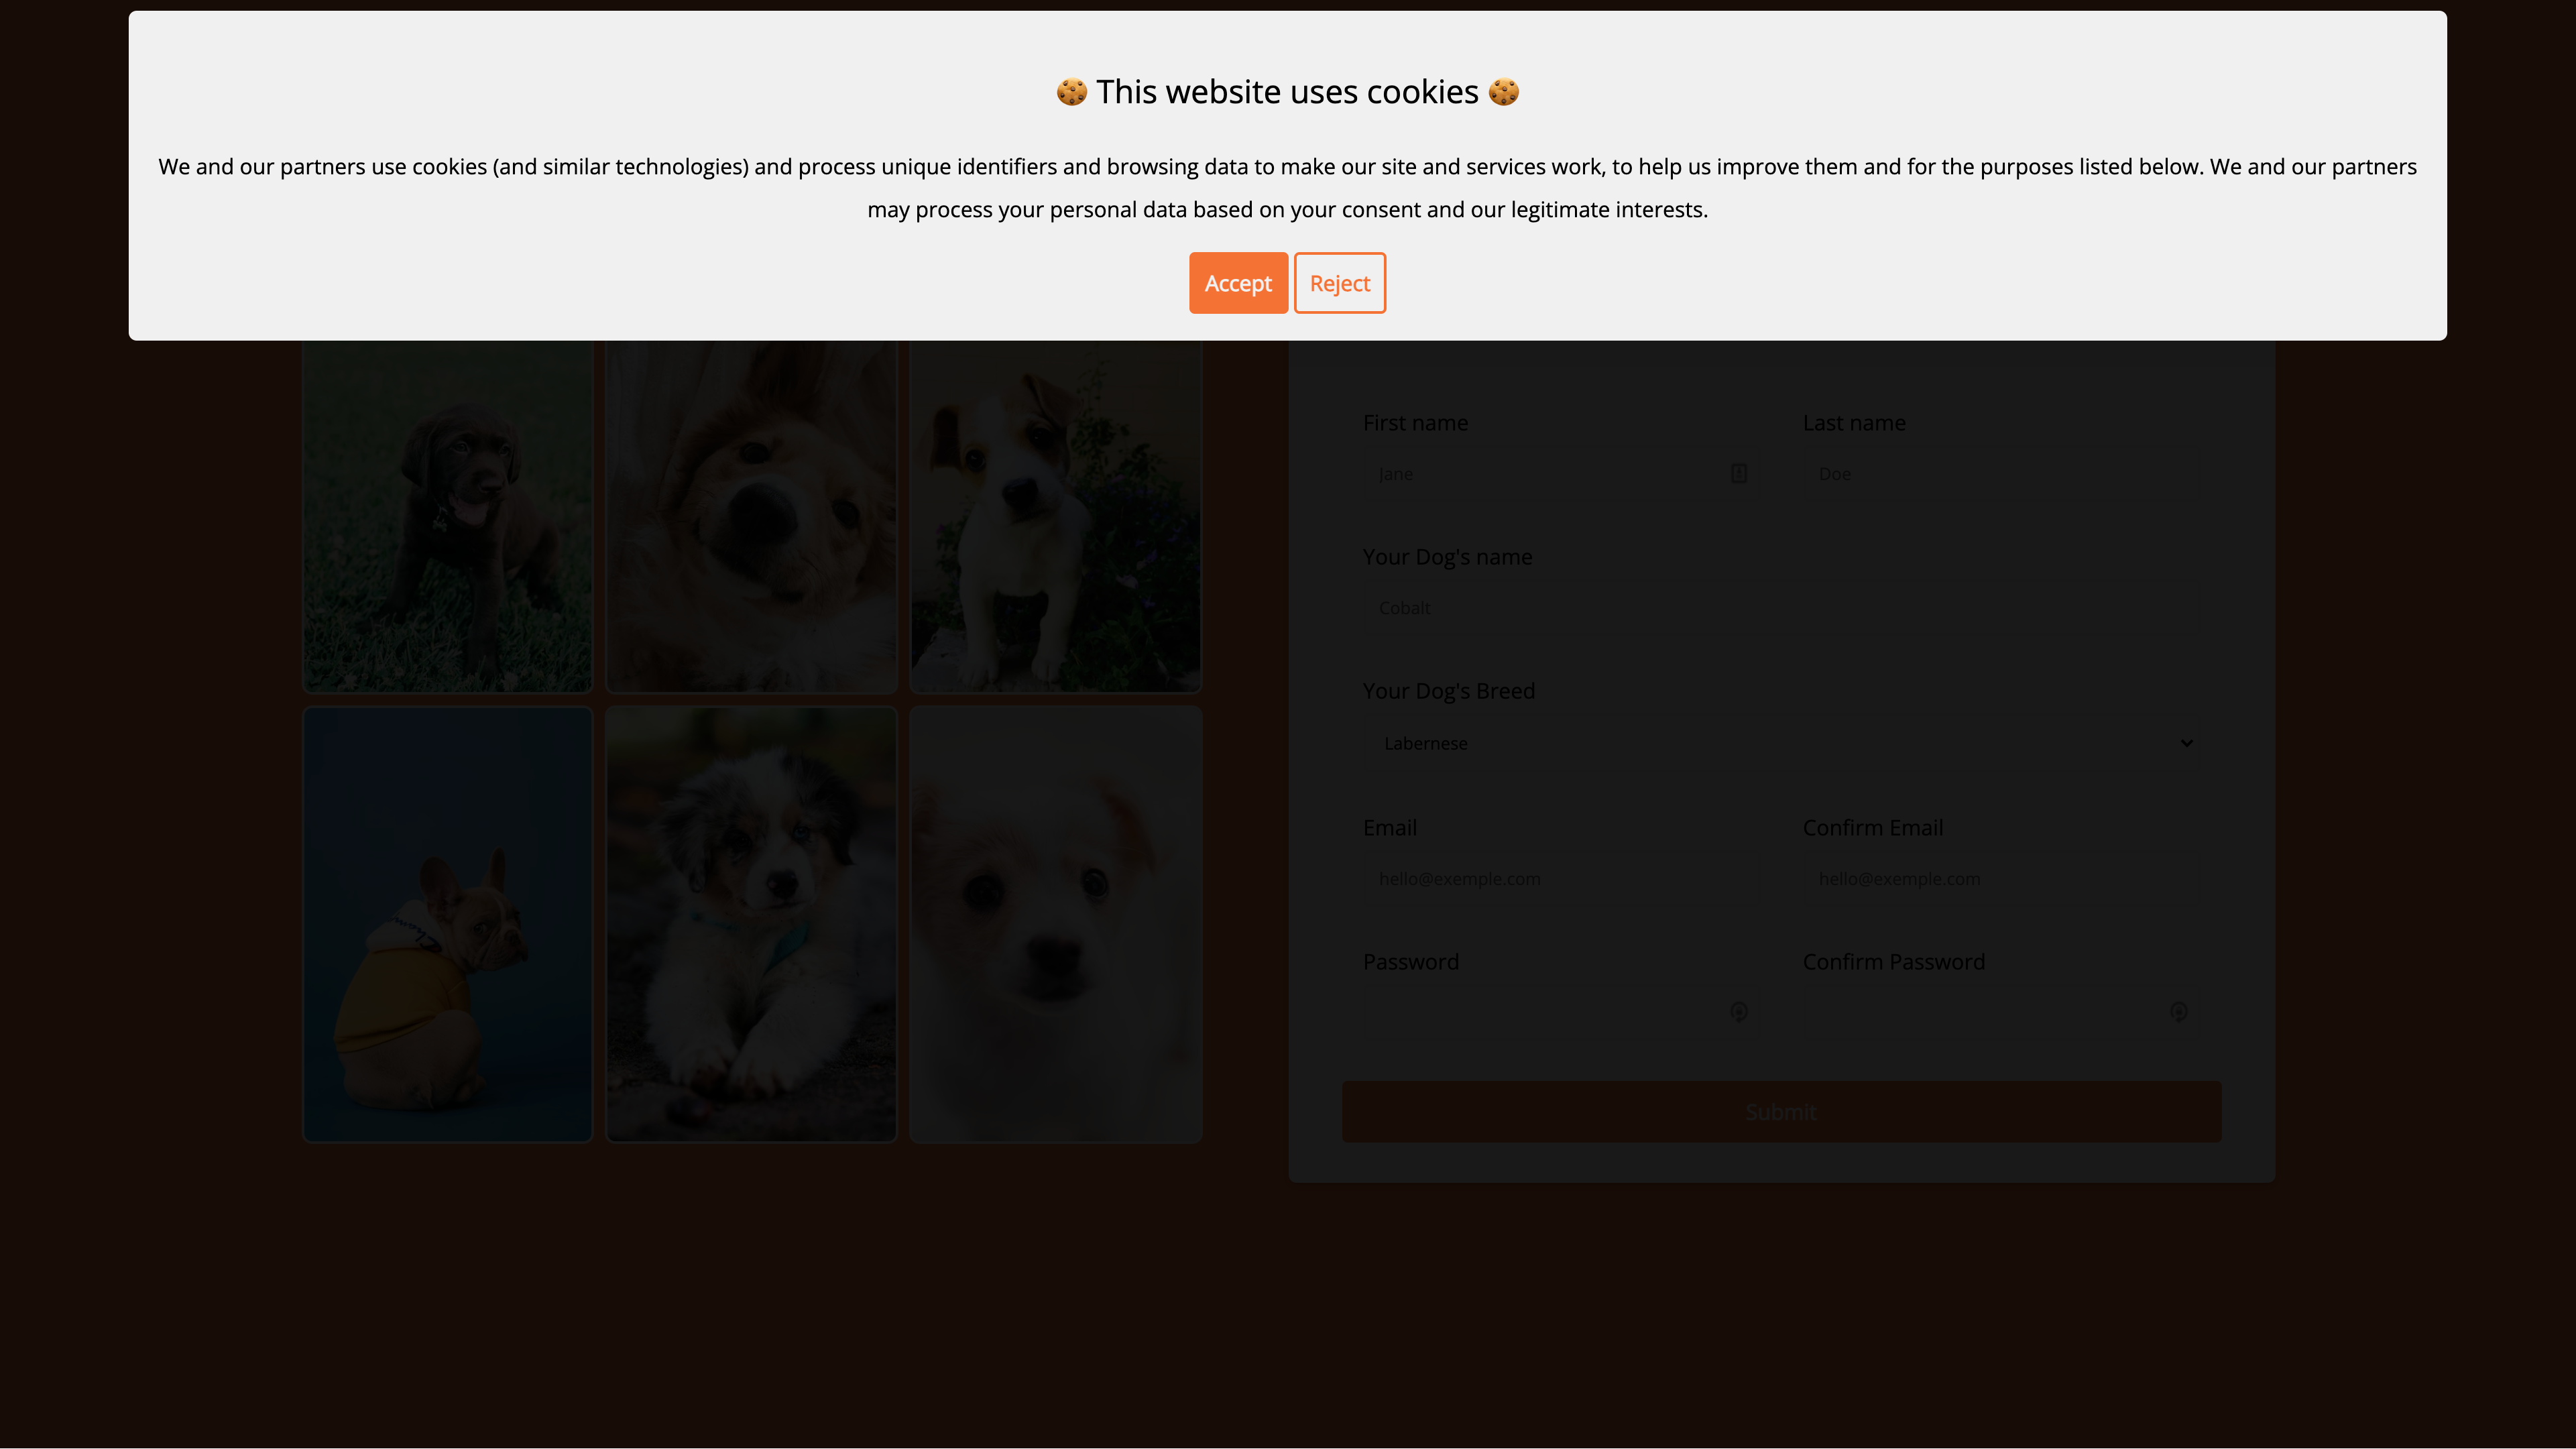 🍪 This website uses cookies 🍪
We and our partners use cookies (and similar technologies) and process unique identifiers and browsing data to make our site and services work, to help us improve them and for the purposes listed below. We and our partners
may process your personal data based on your consent and our legitimate interests.
Accept Reject
First name Last name
Jane Doe
Your Dog's name
Cobalt
Your Dog's Breed
Labernese
Email Confirm Email
hello@exemple.com hello@exemple.com
Password Confirm Password
Submit